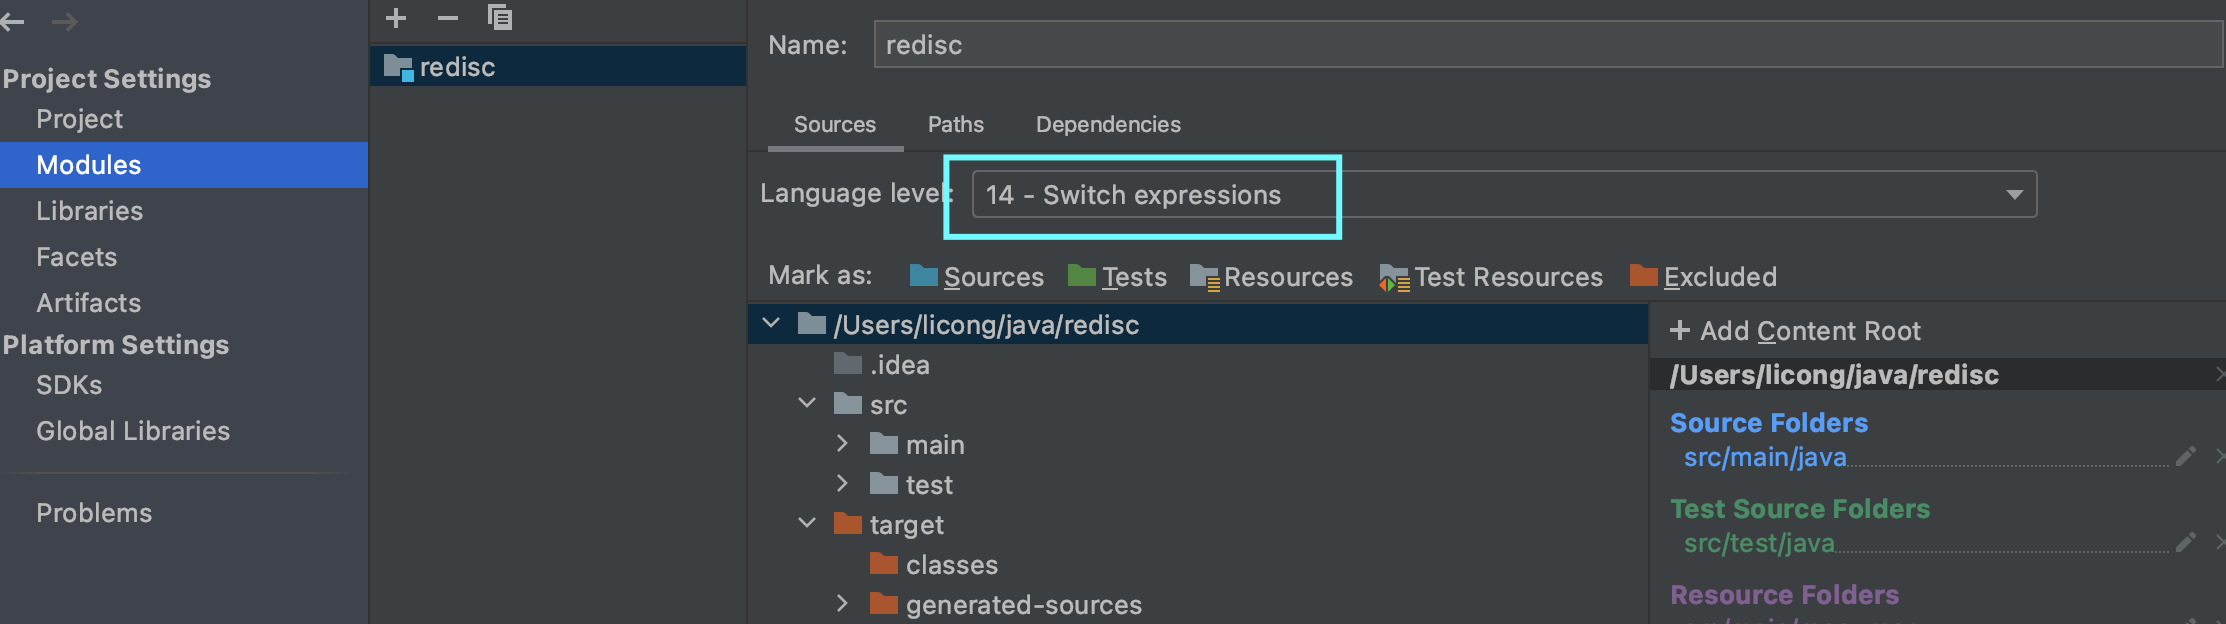 Project Settings
Project
Modules
Libraries
Facets
Artifacts
Platform Settings
SDKs
Global Libraries
Problems
redisc
Name: redisc
Sources Paths Dependencies
Language level: 14 - Switch expressions
Mark as: Sources Tests Resources Test Resources Excluded
/Users/licong/java/redisc
.idea
src
main
test
target
classes
generated-sources
+ Add Content Root
/Users/licong/java/redisc
Source Folders
src/main/java
Test Source Folders
src/test/java
Resource Folders